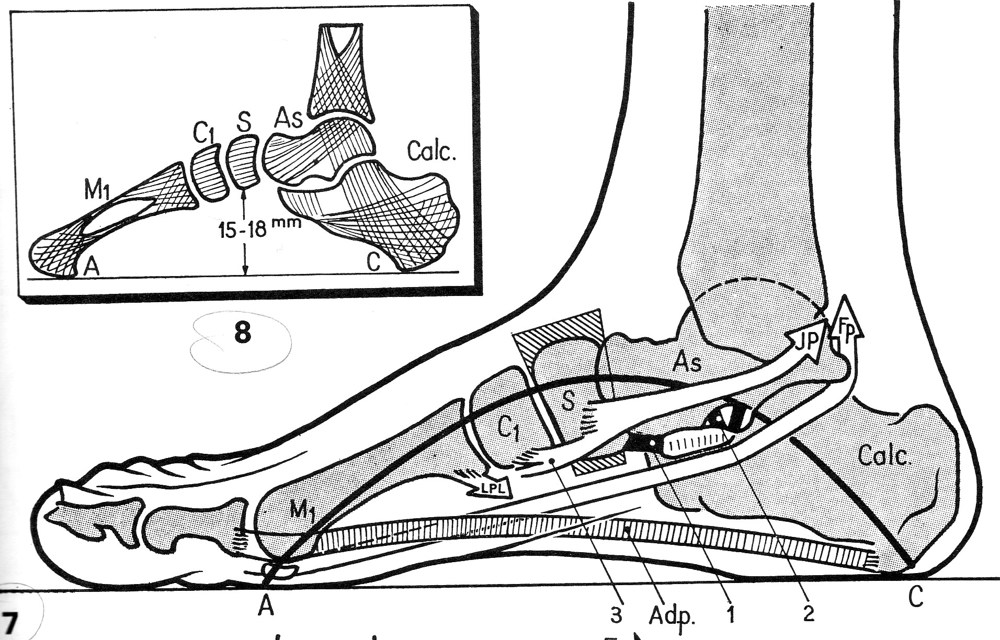 C1 S As
Calc.
M1
15-18 mm
A C
8
JP Fp
As
S
C1
Calc.
LPL
M1
A 3 Adp. 1 2 C
7